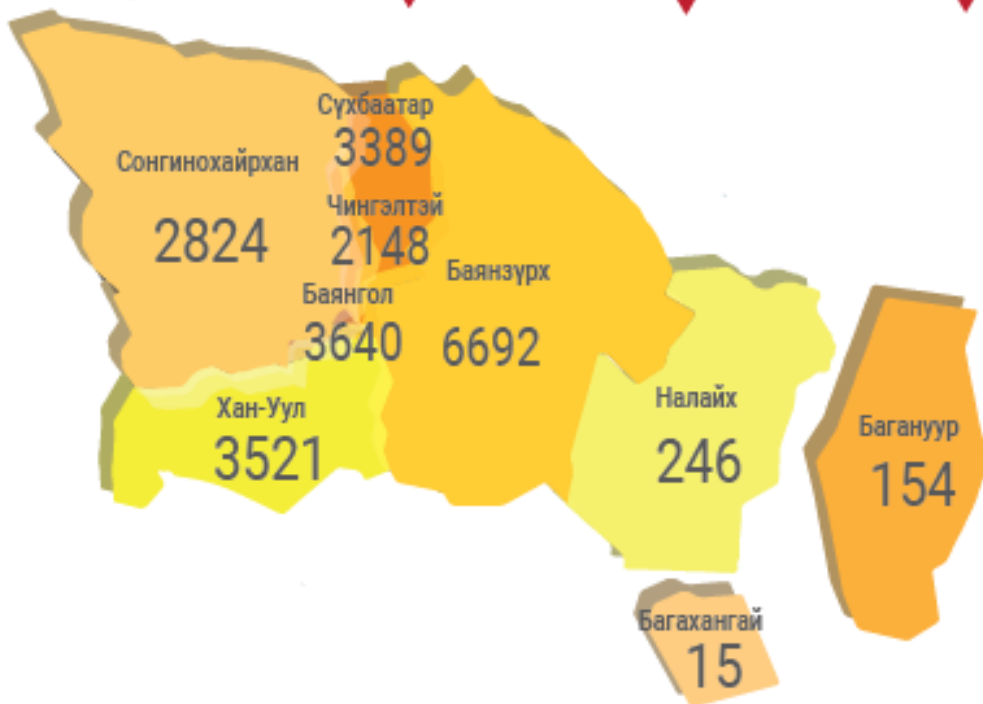 Сүхбаатар
3389
Сонгинохайрхан
2824
Чингэлтэй
2148
Баянзүрх
6692
Баянгол
3640
Хан-Уул
3521
Налайх
246
Багануур
154
Багахангай
15